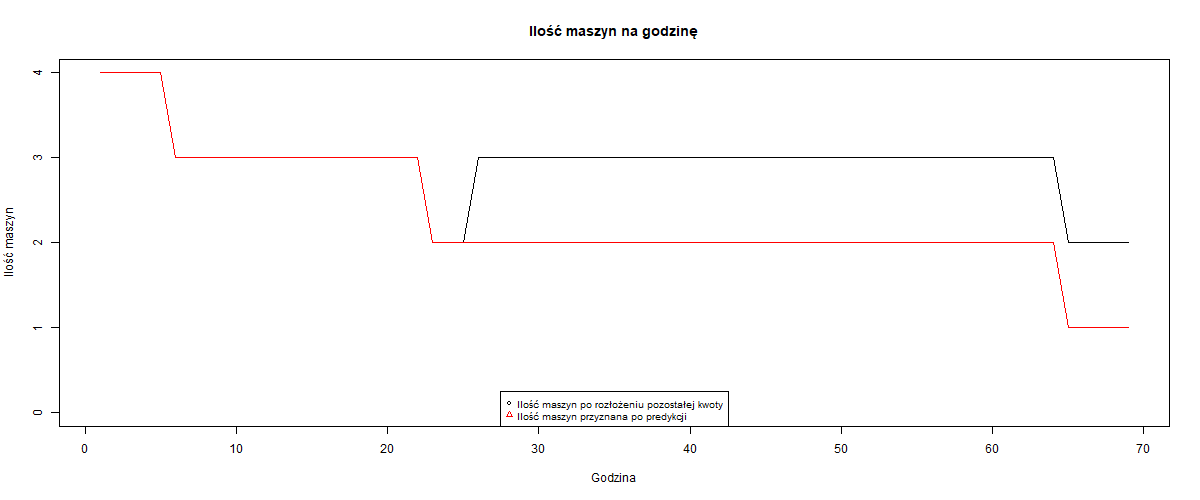 Ilość maszyn na godzinę
Ilość maszyn
4
3
2
1
0
Ilość maszyn po rozłożeniu pozostałej kwoty
Ilość maszyn przyznana po predykcji
0 10 20 30 40 50 60 70
Godzina